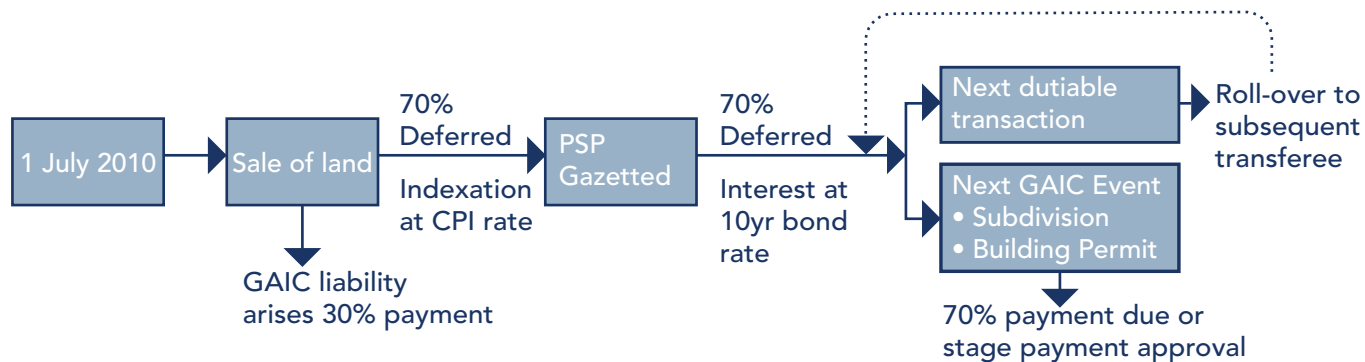 1 July 2010
Sale of land
GAIC liability
arises 30% payment
70%
Deferred
Indexation
at CPI rate
PSP
Gazetted
70%
Deferred
Interest at
10yr bond
rate
Next dutiable
transaction
Roll-over to
subsequent
transferee
Next GAIC Event
• Subdivision
• Building Permit
70% payment due or
stage payment approval